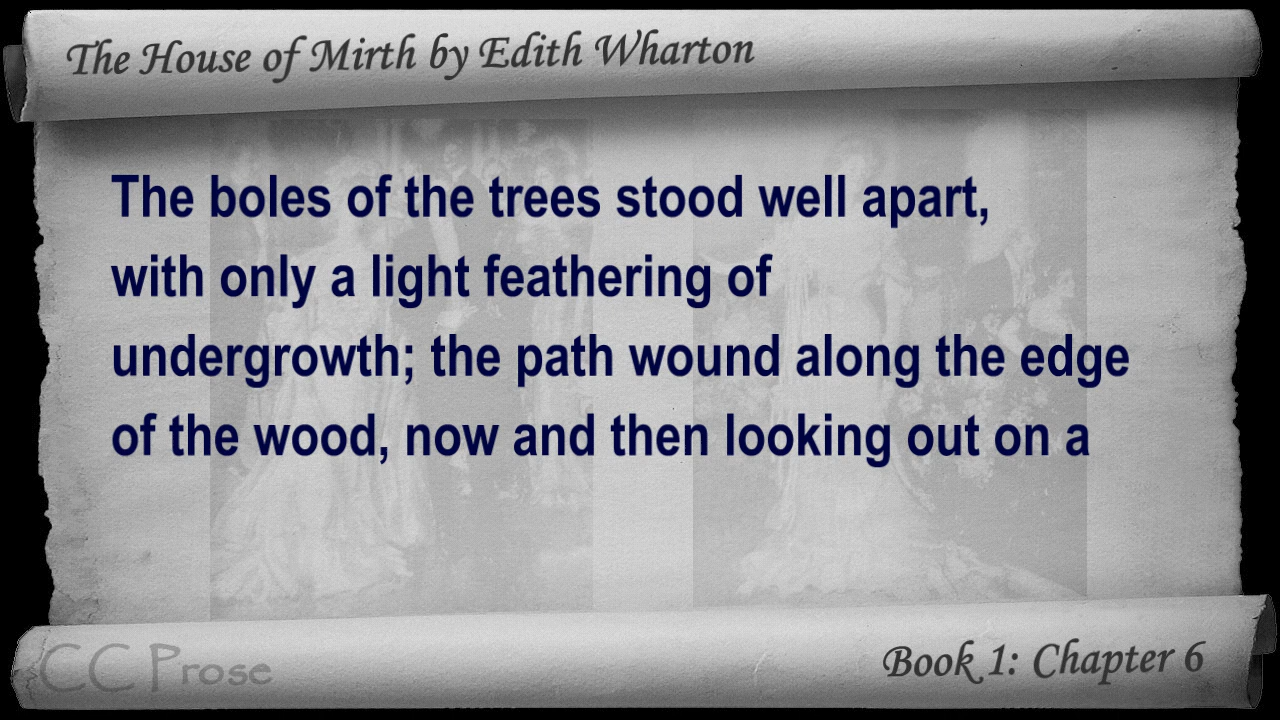 The House of Mirth by Edith Wharton
The boles of the trees stood well apart,
with only a light feathering of
undergrowth; the path wound along the edge
of the wood, now and then looking out on a
CC Prose
Book 1: Chapter 6